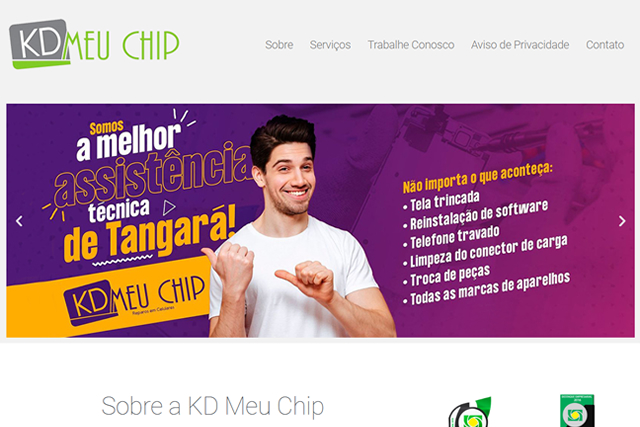 KD MEU CHIP
Sobre Serviços Trabalhe Conosco Aviso de Privacidade Contato
Somos
a melhor
assistência
técnica
de Tangará!
KD MEU CHIP
Reparos em Celulares
Não importa o que aconteça:
• Tela trincada
• Reinstalação de software
• Telefone travado
• Limpeza do conector de carga
• Troca de peças
• Todas as marcas de aparelhos
Sobre a KD Meu Chip